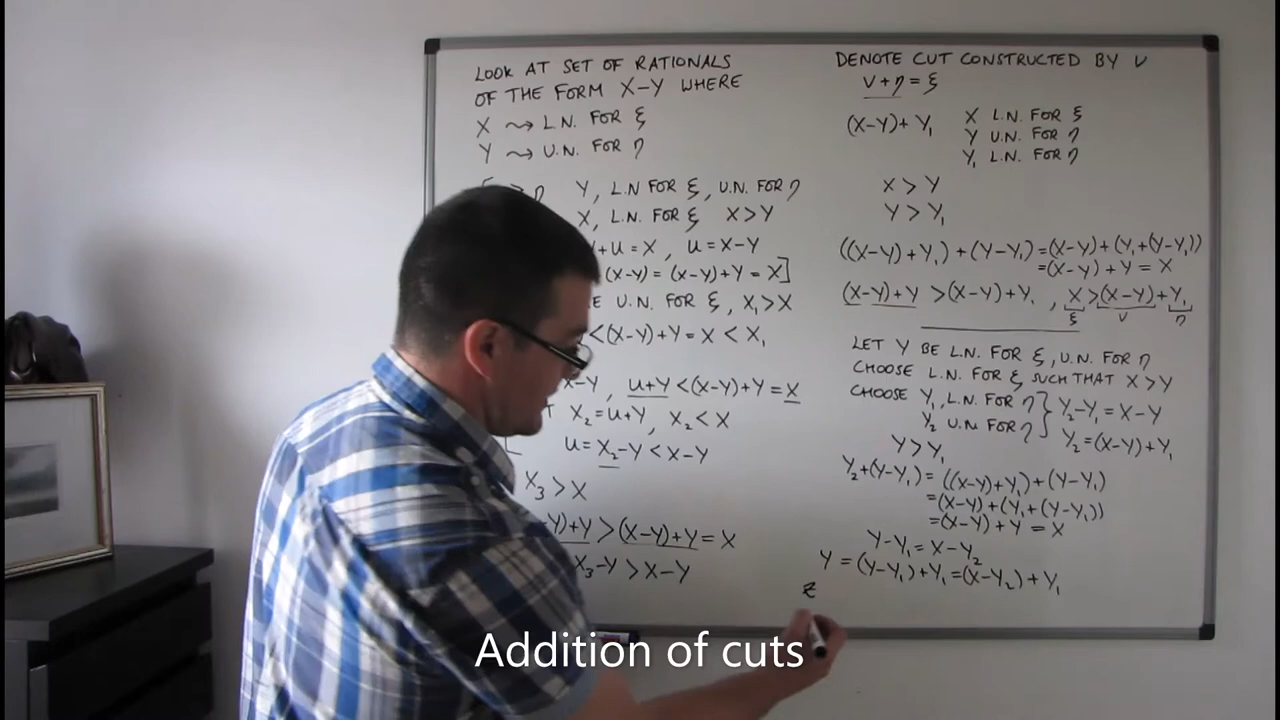 LOOK AT SET OF RATIONALS
OF THE FORM X-Y WHERE
X ⇝ L.N. FOR ξ
Y ⇝ U.N. FOR η
Y, L.N FOR ξ, U.N. FOR η
X, L.N. FOR ξ X > Y
+U = X, U = X-Y
(X-Y) = (X-Y)+Y = X]
U.N. FOR ξ, X₁ > X
<(X-Y)+Y = X < X₁
X-Y, U+Y < (X-Y)+Y = X
X₂ = U+Y, X₂ < X
U = X₂-Y < X-Y
X₃ > X
Y)+Y > (X-Y)+Y = X
X₃-Y > X-Y
DENOTE CUT CONSTRUCTED BY υ
υ+η = ξ
(X-Y)+Y₁ X L.N. FOR ξ
Y U.N. FOR η
Y₁ L.N. FOR η
X > Y
Y > Y₁
((X-Y)+Y₁)+(Y-Y₁) = (X-Y)+(Y₁+(Y-Y₁))
= (X-Y)+Y = X
(X-Y)+Y > (X-Y)+Y₁, X > (X-Y)+Y₁
ξ υ η
LET Y BE L.N. FOR ξ, U.N. FOR η
CHOOSE L.N. FOR ξ SUCH THAT X > Y
CHOOSE Y₁, L.N. FOR η } Y₂-Y₁ = X-Y
Y₂ U.N. FOR η Y₂ = (X-Y)+Y₁
Y > Y₁
Y₂+(Y-Y₁) = ((X-Y)+Y₁)+(Y-Y₁)
= (X-Y)+(Y₁+(Y-Y₁))
= (X-Y)+Y = X
Y-Y₁ = X-Y₂
Y = (Y-Y₁)+Y₁ = (X-Y₂)+Y₁
Z
Addition of cuts